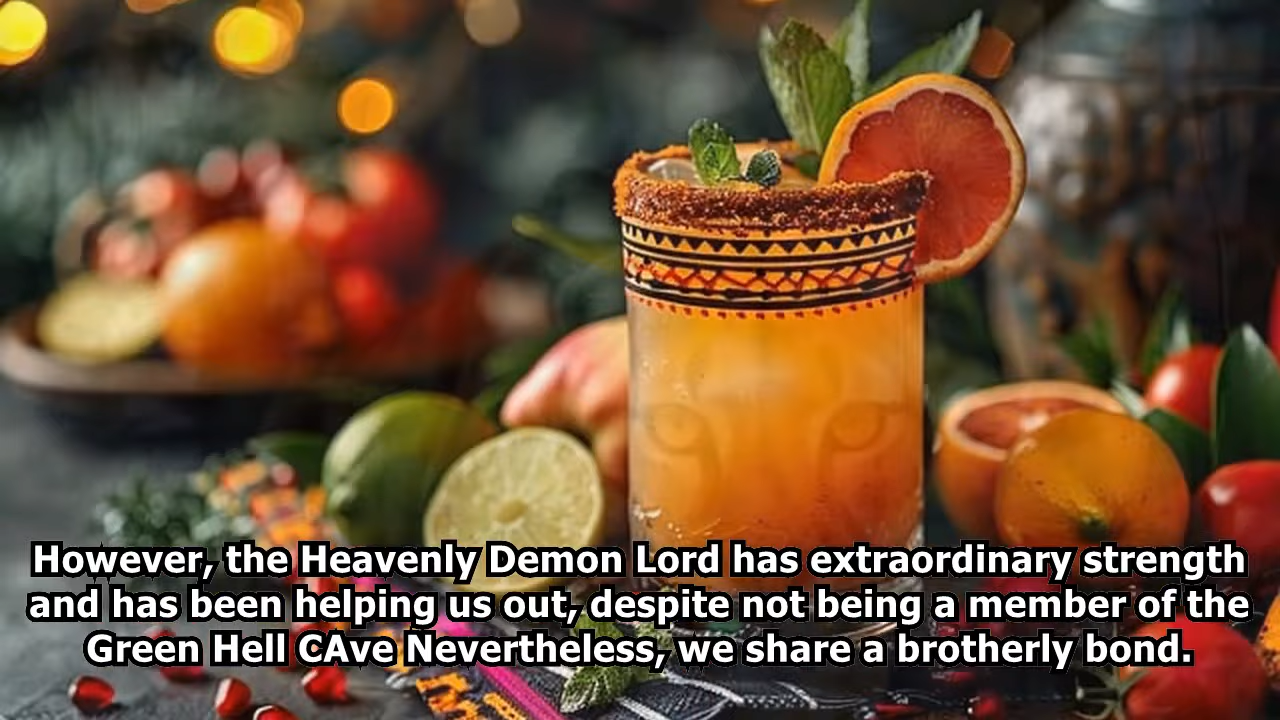 However, the Heavenly Demon Lord has extraordinary strength
and has been helping us out, despite not being a member of the
Green Hell CAve Nevertheless, we share a brotherly bond.